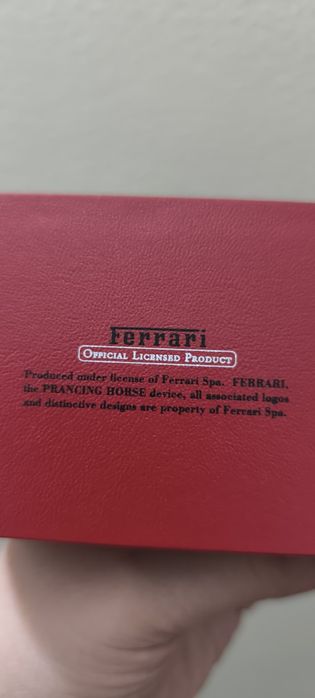 Ferrari
OFFICIAL LICENSED PRODUCT
Produced under license of Ferrari Spa. FERRARI,
the PRANCING HORSE device, all associated logos
and distinctive designs are property of Ferrari Spa.